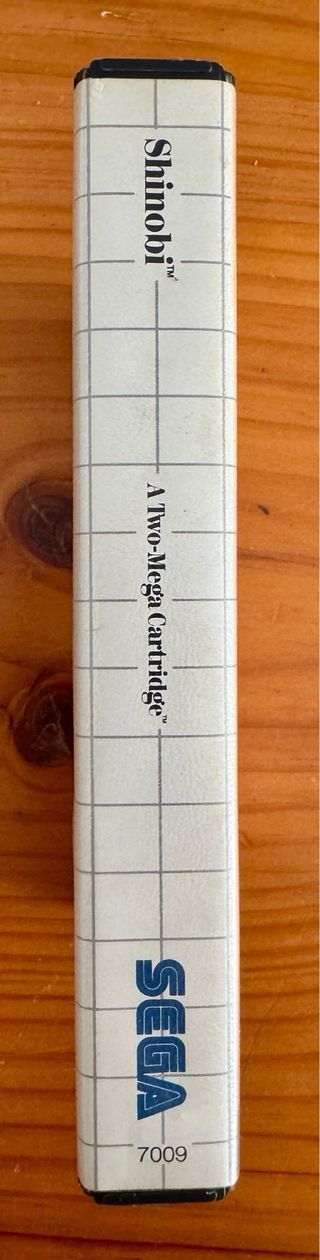 Shinobi™
A Two-Mega Cartridge™
SEGA
7009